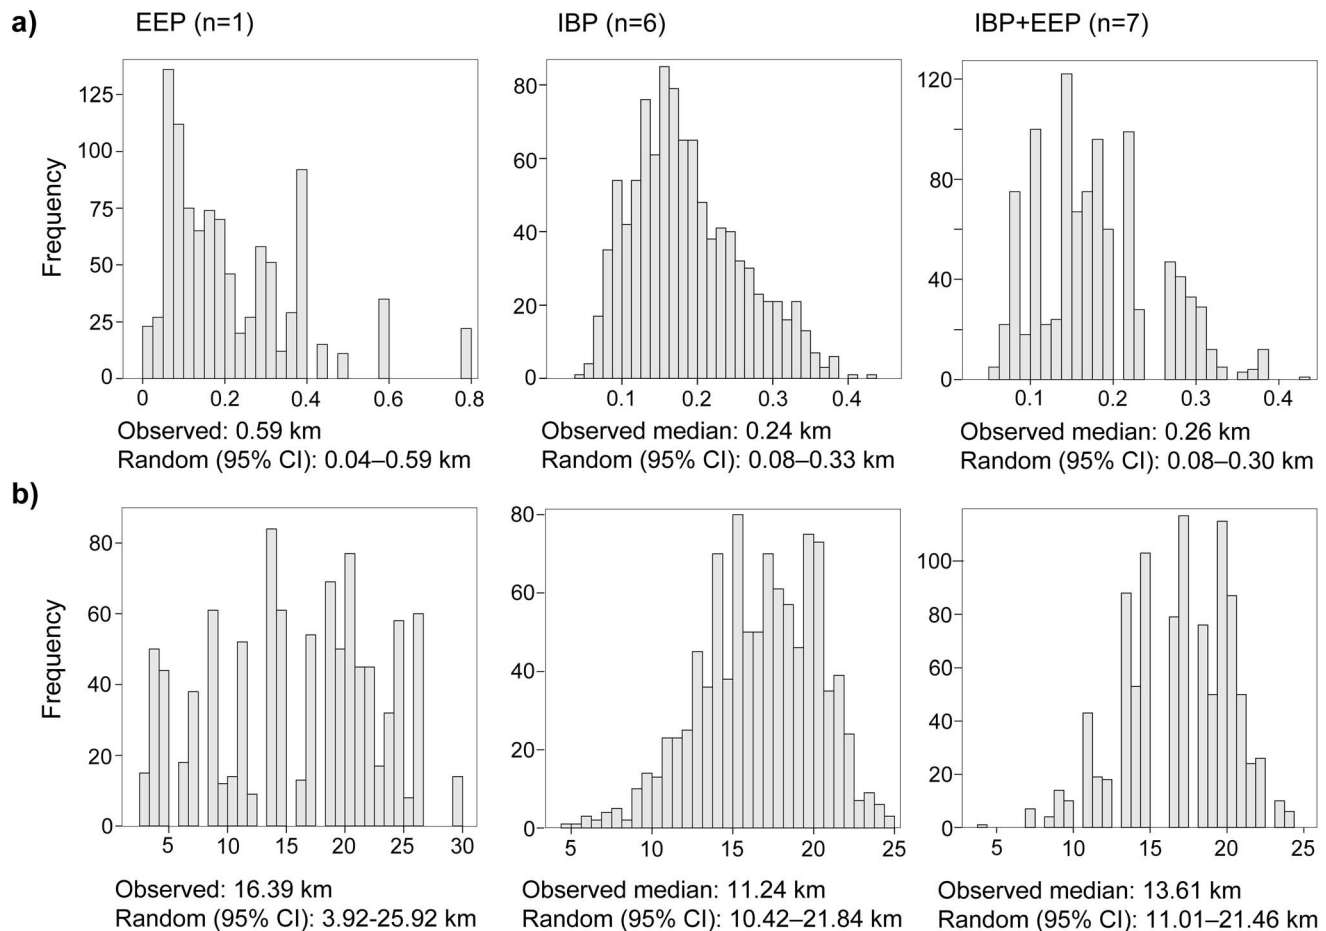 a)
EEP (n=1)
IBP (n=6)
IBP+EEP (n=7)
Frequency
125
100
75
50
25
0
0 0.2 0.4 0.6 0.8
80
60
40
20
0
0.1 0.2 0.3 0.4
120
80
40
0
0.1 0.2 0.3 0.4
Observed: 0.59 km
Random (95% CI): 0.04–0.59 km
Observed median: 0.24 km
Random (95% CI): 0.08–0.33 km
Observed median: 0.26 km
Random (95% CI): 0.08–0.30 km
b)
Frequency
80
60
40
20
0
5 10 15 20 25 30
80
60
40
20
0
5 10 15 20 25
100
80
60
40
20
0
5 10 15 20 25
Observed: 16.39 km
Random (95% CI): 3.92-25.92 km
Observed median: 11.24 km
Random (95% CI): 10.42–21.84 km
Observed median: 13.61 km
Random (95% CI): 11.01–21.46 km